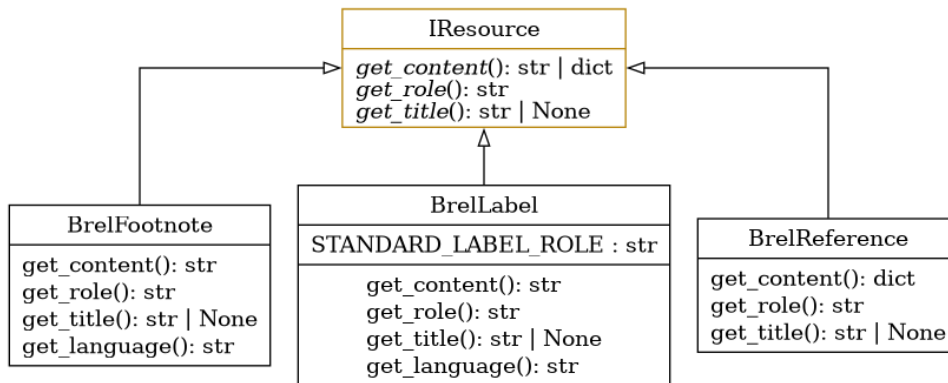 IResource
get_content(): str | dict
get_role(): str
get_title(): str | None
BrelFootnote
get_content(): str
get_role(): str
get_title(): str | None
get_language(): str
BrelLabel
STANDARD_LABEL_ROLE : str
get_content(): str
get_role(): str
get_title(): str | None
get_language(): str
BrelReference
get_content(): dict
get_role(): str
get_title(): str | None